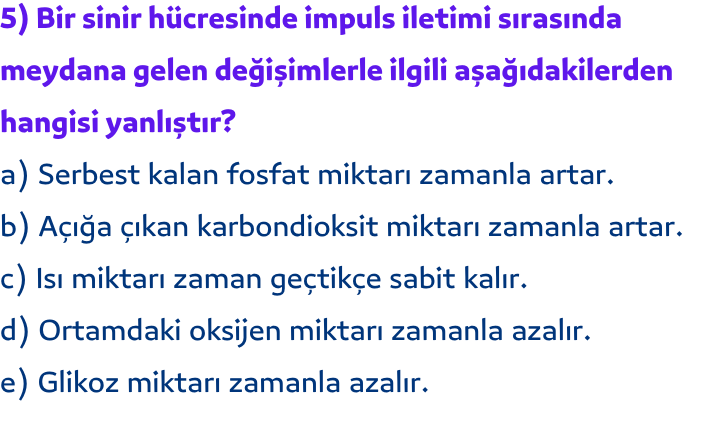 5) Bir sinir hücresinde impuls iletimi sırasında
meydana gelen değişimlerle ilgili aşağıdakilerden
hangisi yanlıştır?
a) Serbest kalan fosfat miktarı zamanla artar.
b) Açığa çıkan karbondioksit miktarı zamanla artar.
c) Isı miktarı zaman geçtikçe sabit kalır.
d) Ortamdaki oksijen miktarı zamanla azalır.
e) Glikoz miktarı zamanla azalır.